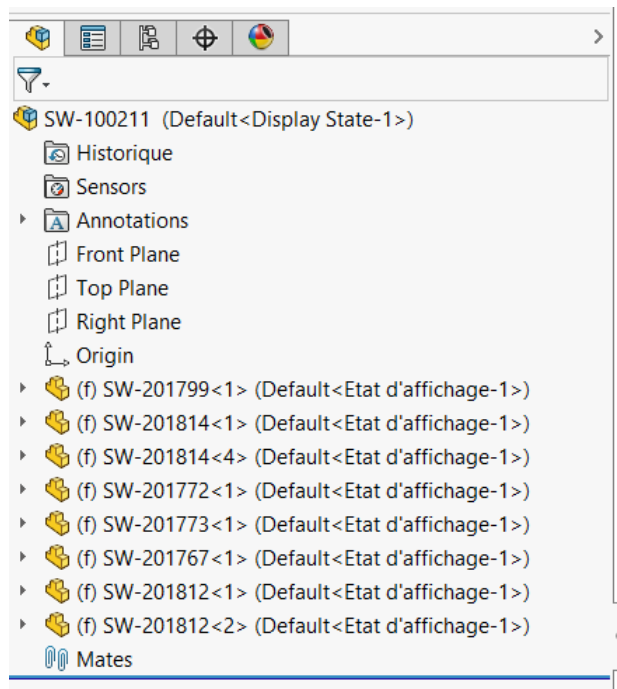 SW-100211 (Default<Display State-1>)
Historique
Sensors
Annotations
Front Plane
Top Plane
Right Plane
Origin
(f) SW-201799<1> (Default<Etat d'affichage-1>)
(f) SW-201814<1> (Default<Etat d'affichage-1>)
(f) SW-201814<4> (Default<Etat d'affichage-1>)
(f) SW-201772<1> (Default<Etat d'affichage-1>)
(f) SW-201773<1> (Default<Etat d'affichage-1>)
(f) SW-201767<1> (Default<Etat d'affichage-1>)
(f) SW-201812<1> (Default<Etat d'affichage-1>)
(f) SW-201812<2> (Default<Etat d'affichage-1>)
Mates